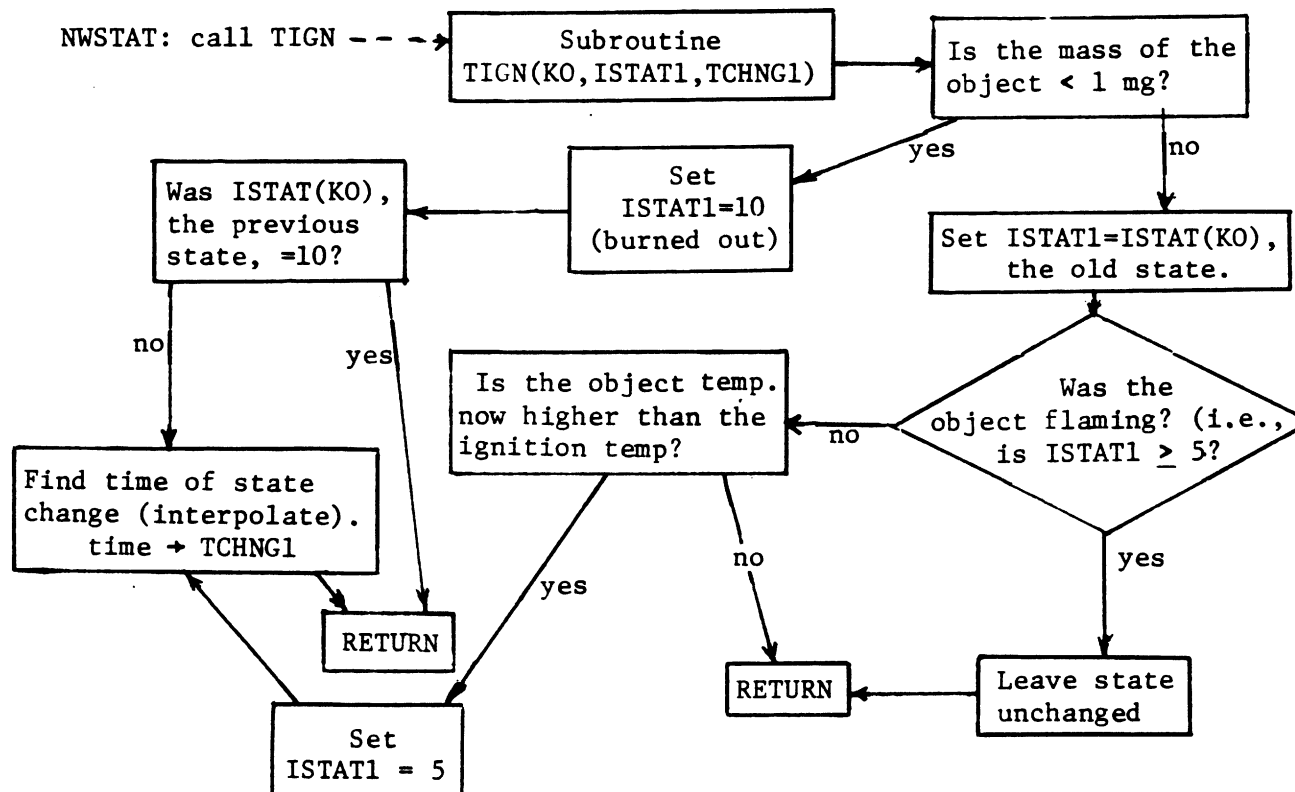 NWSTAT: call TIGN
Subroutine
TIGN(KO,ISTAT1,TCHNG1)
Is the mass of the
object < 1 mg?
yes
no
Set
ISTAT1=10
(burned out)
Was ISTAT(KO),
the previous
state, =10?
Set ISTAT1=ISTAT(KO),
the old state.
no
yes
Is the object temp.
now higher than the
ignition temp?
no
Was the
object flaming? (i.e.,
is ISTAT1 ≥ 5?
Find time of state
change (interpolate).
time → TCHNG1
yes
no
yes
RETURN
RETURN
Leave state
unchanged
Set
ISTAT1 = 5